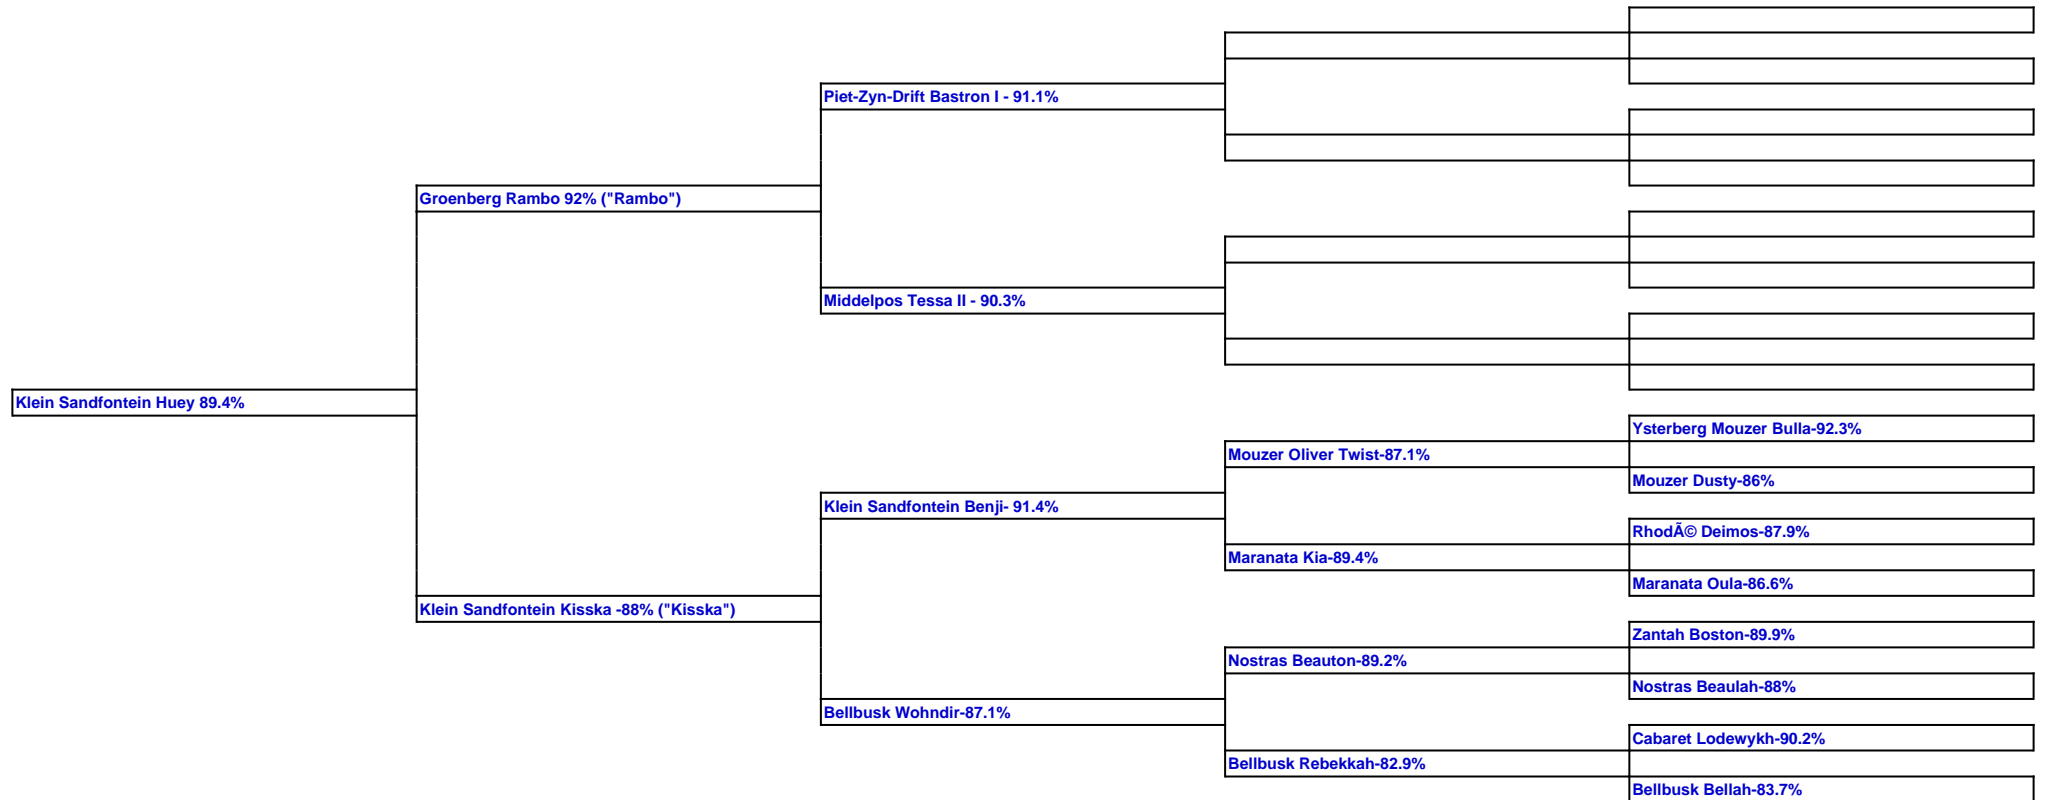 Piet-Zyn-Drift Bastron I - 91.1%
Groenberg Rambo 92% ("Rambo")
Middelpos Tessa II - 90.3%
Klein Sandfontein Huey 89.4%
Ysterberg Mouzer Bulla-92.3%
Mouzer Oliver Twist-87.1%
Mouzer Dusty-86%
Klein Sandfontein Benji- 91.4%
RhodÃ© Deimos-87.9%
Maranata Kia-89.4%
Maranata Oula-86.6%
Klein Sandfontein Kisska -88% ("Kisska")
Zantah Boston-89.9%
Nostras Beauton-89.2%
Nostras Beaulah-88%
Bellbusk Wohndir-87.1%
Cabaret Lodewykh-90.2%
Bellbusk Rebekkah-82.9%
Bellbusk Bellah-83.7%